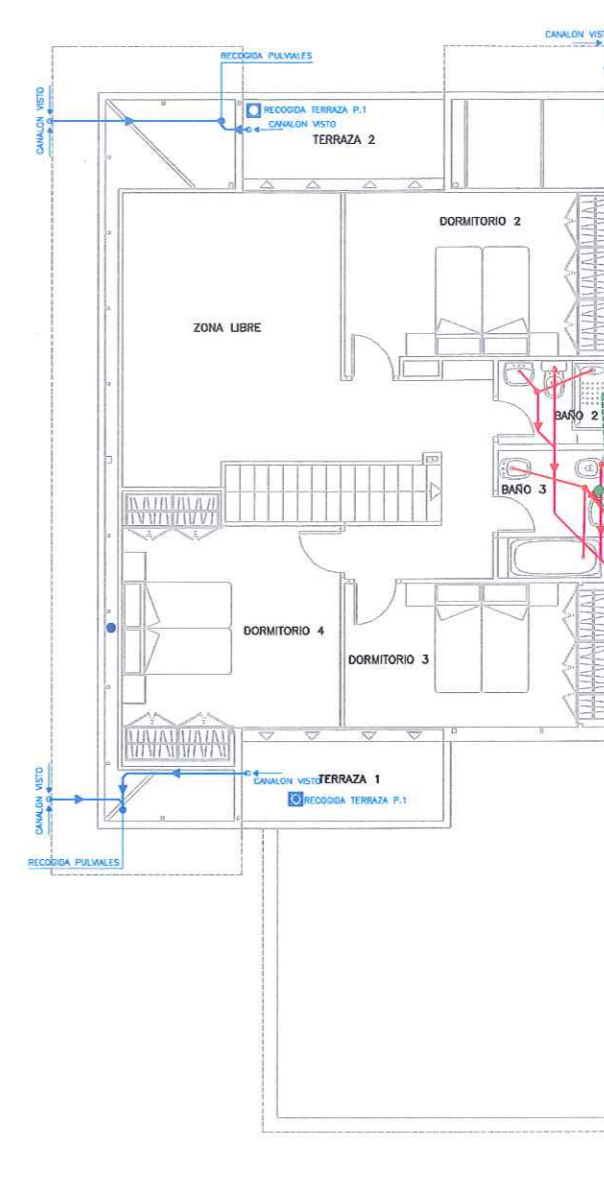 CANALON VIS
RECOGIDA PULVIALES
CANALON VISTO
RECOGIDA TERRAZA P.1
CANALON VISTO
TERRAZA 2
DORMITORIO 2
ZONA LIBRE
BAÑO 2
BAÑO 3
DORMITORIO 4
DORMITORIO 3
CANALON VISTO
CANALON VISTO
TERRAZA 1
RECOGIDA TERRAZA P.1
RECOGIDA PULVIALES